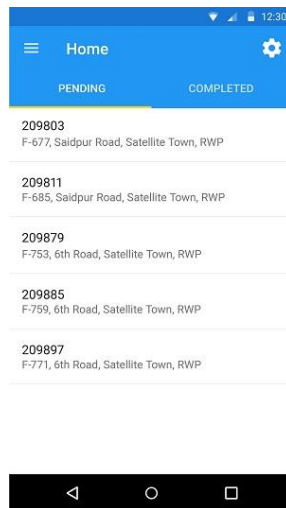 12:30
Home
PENDING COMPLETED
209803
F-677, Saidpur Road, Satellite Town, RWP
209811
F-685, Saidpur Road, Satellite Town, RWP
209879
F-753, 6th Road, Satellite Town, RWP
209885
F-759, 6th Road, Satellite Town, RWP
209897
F-771, 6th Road, Satellite Town, RWP